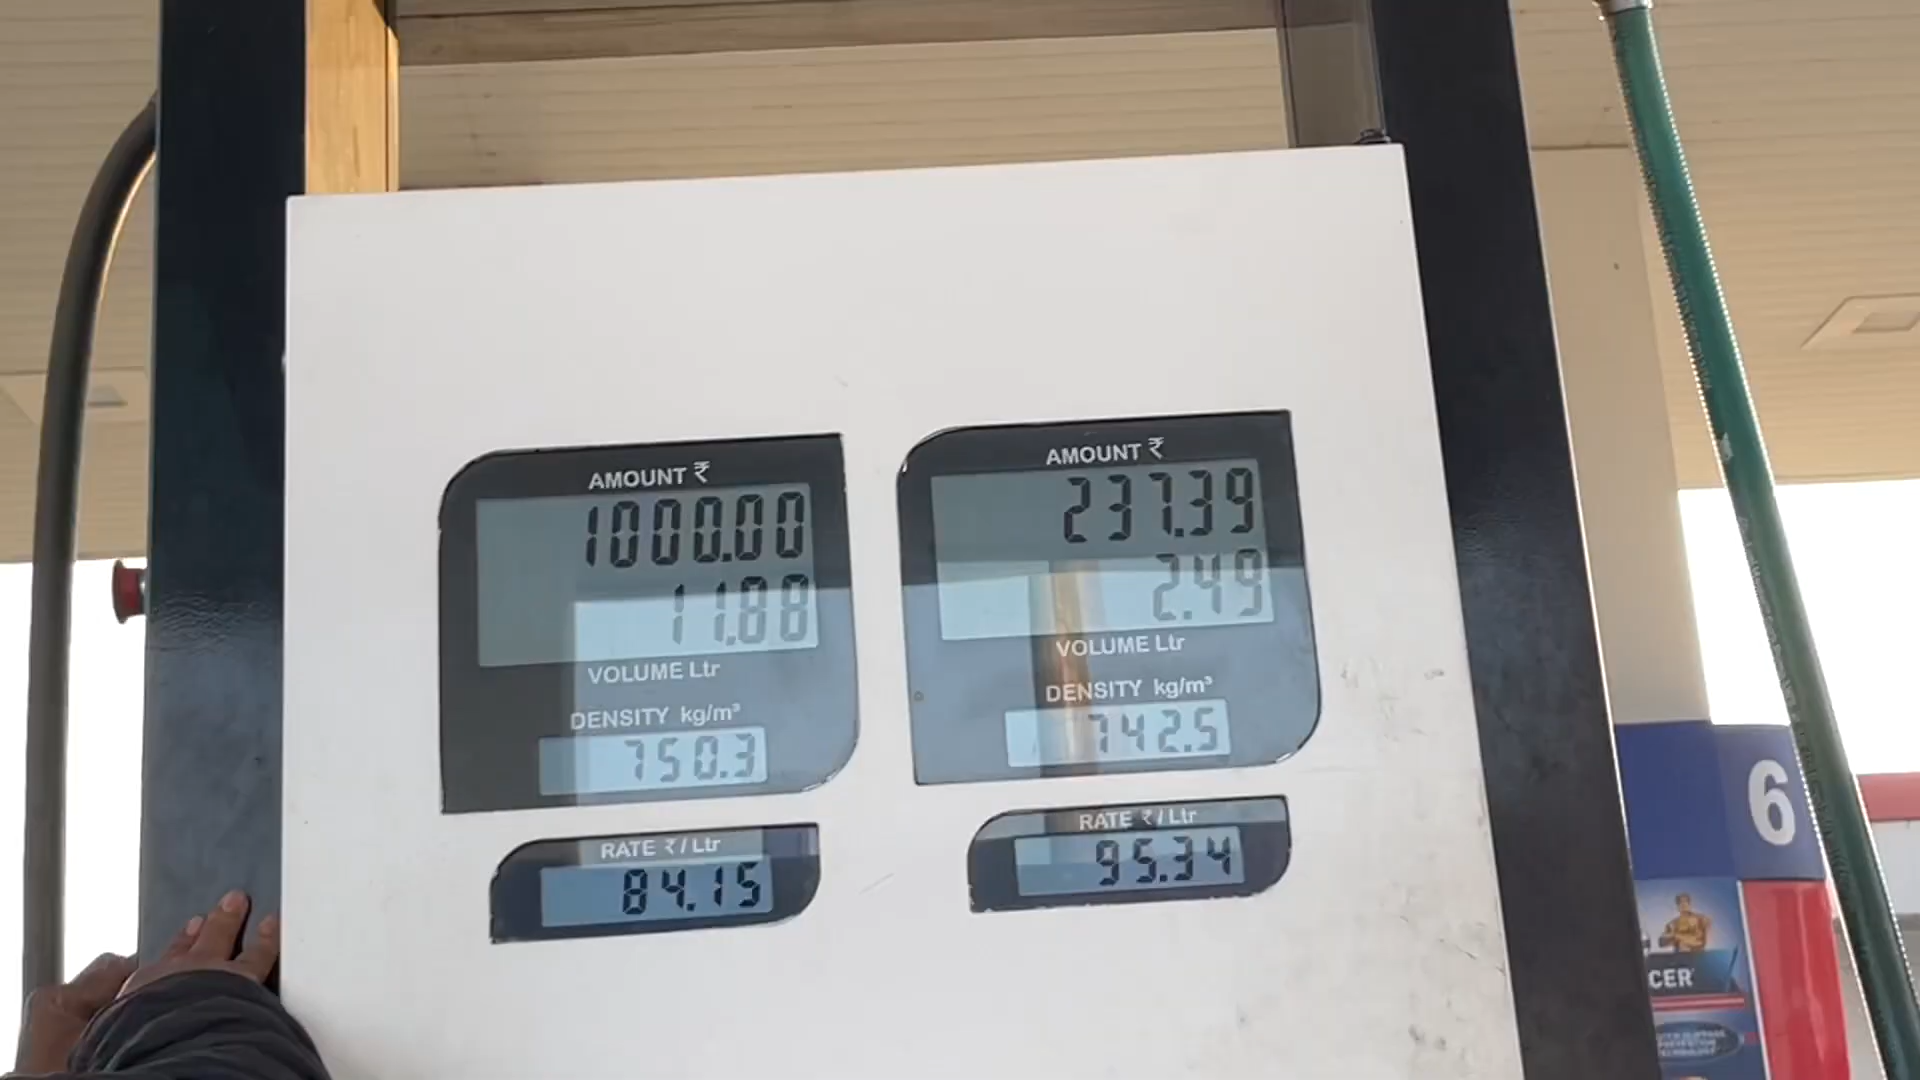 AMOUNT ₹
1000.00
11.88
VOLUME Ltr
DENSITY kg/m³
750.3
RATE ₹/Ltr
84.15
AMOUNT ₹
237.39
2.49
VOLUME Ltr
DENSITY kg/m³
742.5
RATE ₹/Ltr
95.34
6
CER